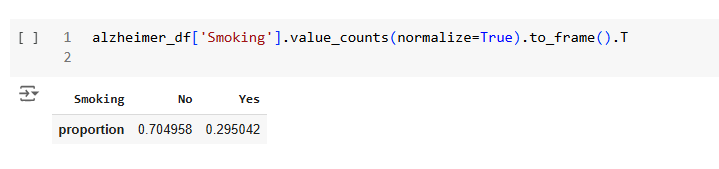 [ ] 1 alzheimer_df['Smoking'].value_counts(normalize=True).to_frame().T
2
Smoking No Yes
proportion 0.704958 0.295042